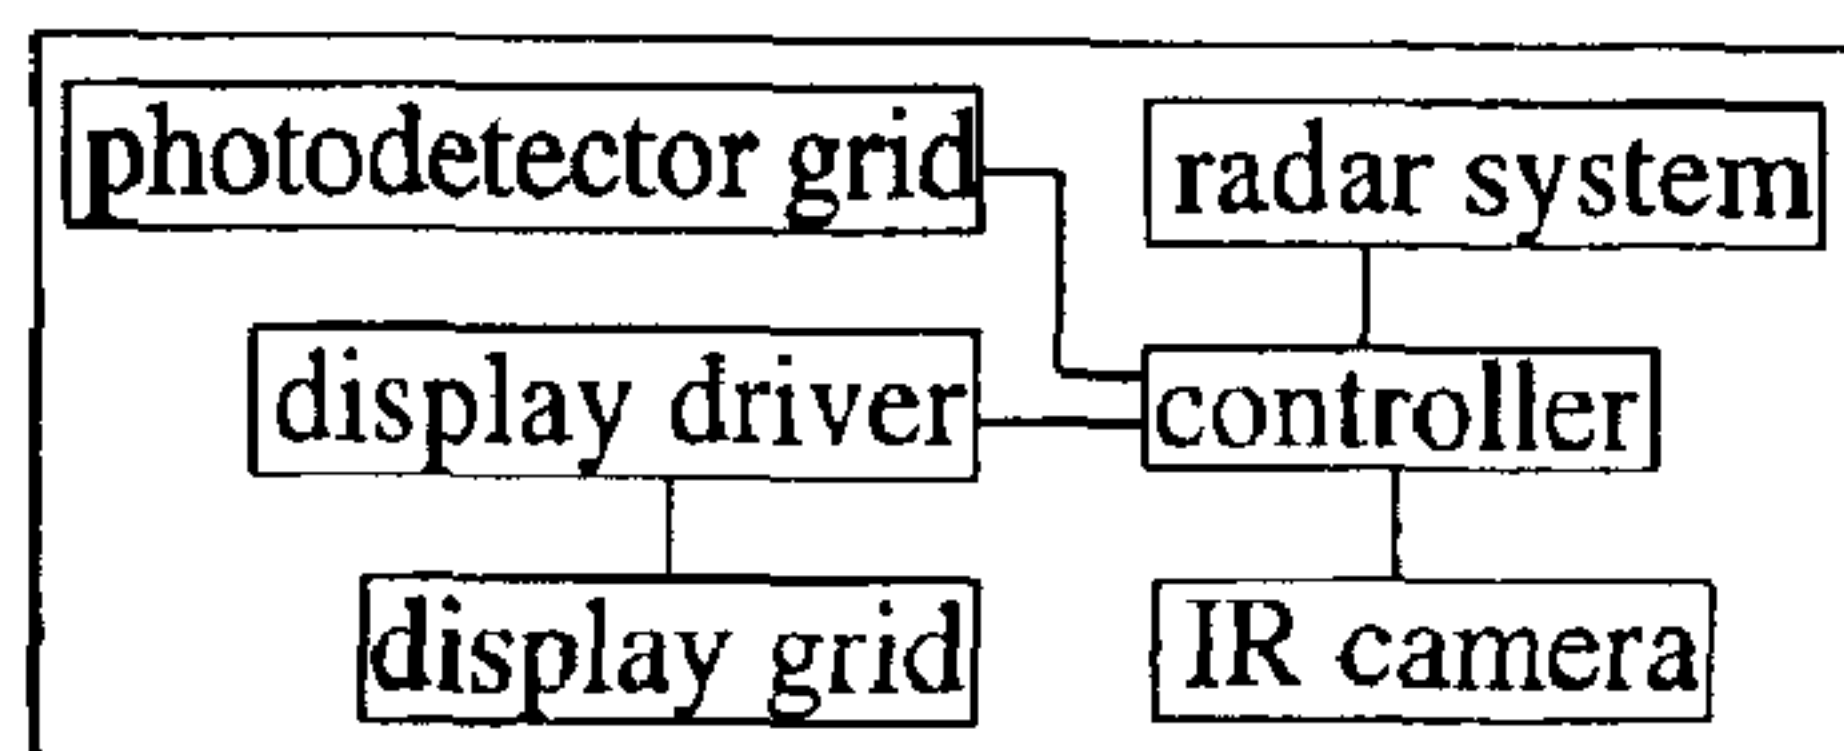 photodetector grid
radar system
display driver
controller
display grid
IR camera